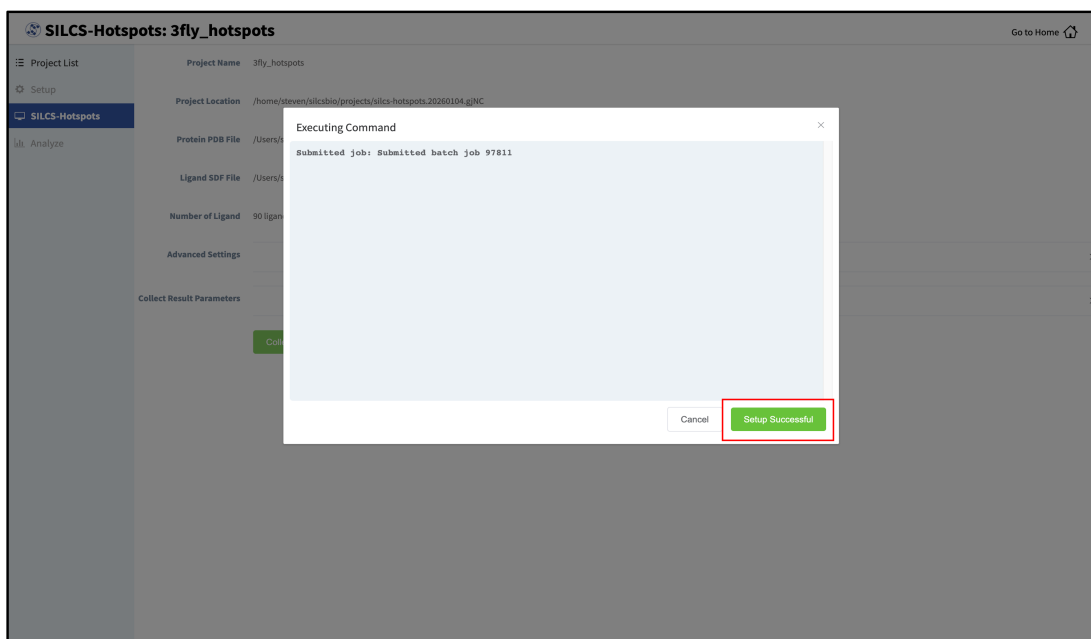 SILCS-Hotspots: 3fly_hotspots
Go to Home
Project List
Setup
SILCS-Hotspots
Analyze
Project Name 3fly_hotspots
Project Location /home/steven/silcsbio/projects/silcs-hotspots.20260104.gjNC
Protein PDB File /Users/s
Ligand SDF File /Users/s
Number of Ligand 90 ligan
Advanced Settings
Collect Result Parameters
Coll
Executing Command
Submitted job: Submitted batch job 97811
Cancel
Setup Successful